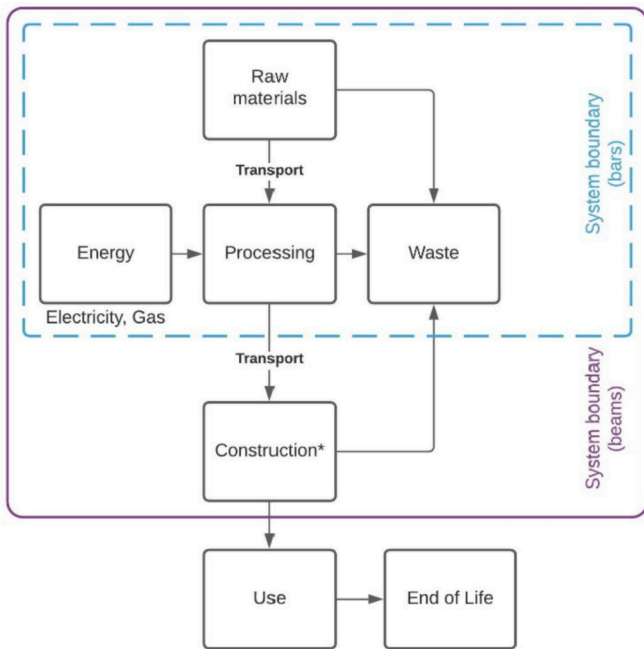 Raw
materials
System boundary
(bars)
Transport
Energy
Processing
Waste
Electricity, Gas
Transport
System boundary
(beams)
Construction*
Use
End of Life